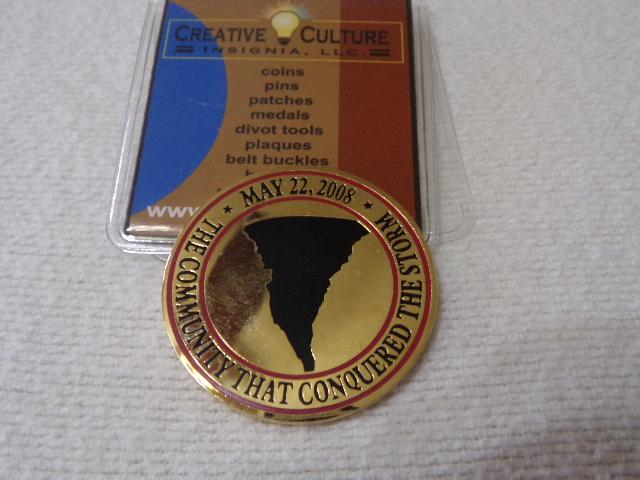 CREATIVE CULTURE
INSIGNIA, LLC.
coins
pins
patches
medals
divot tools
plaques
belt buckles
www
★ MAY 22, 2008 ★
THE COMMUNITY THAT CONQUERED THE STORM